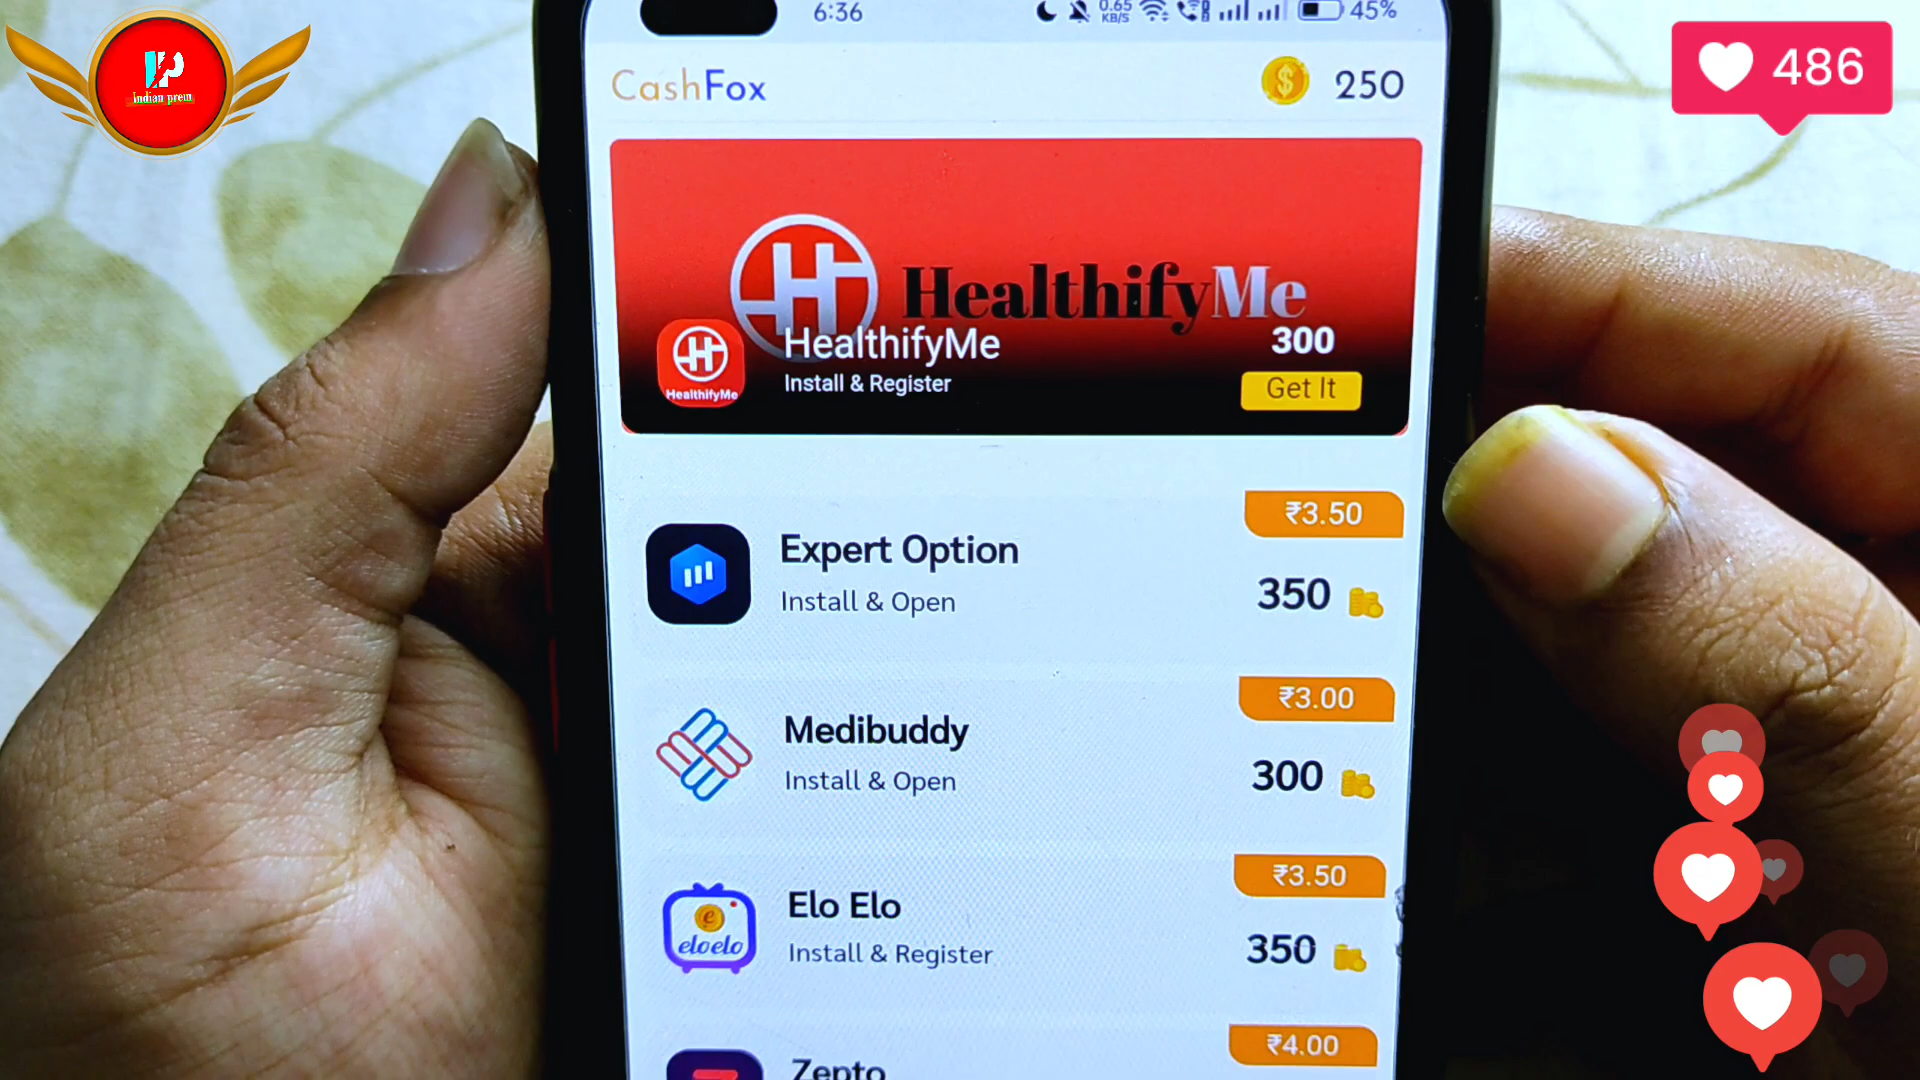 6:36
0.65
KB/S
45%
IP
Indian prem
486
CashFox
250
HealthifyMe
HealthifyMe
300
HealthifyMe
Install & Register
Get It
₹3.50
Expert Option
350
Install & Open
₹3.00
Medibuddy
300
Install & Open
₹3.50
Elo Elo
350
eloelo
Install & Register
₹4.00
Zepto